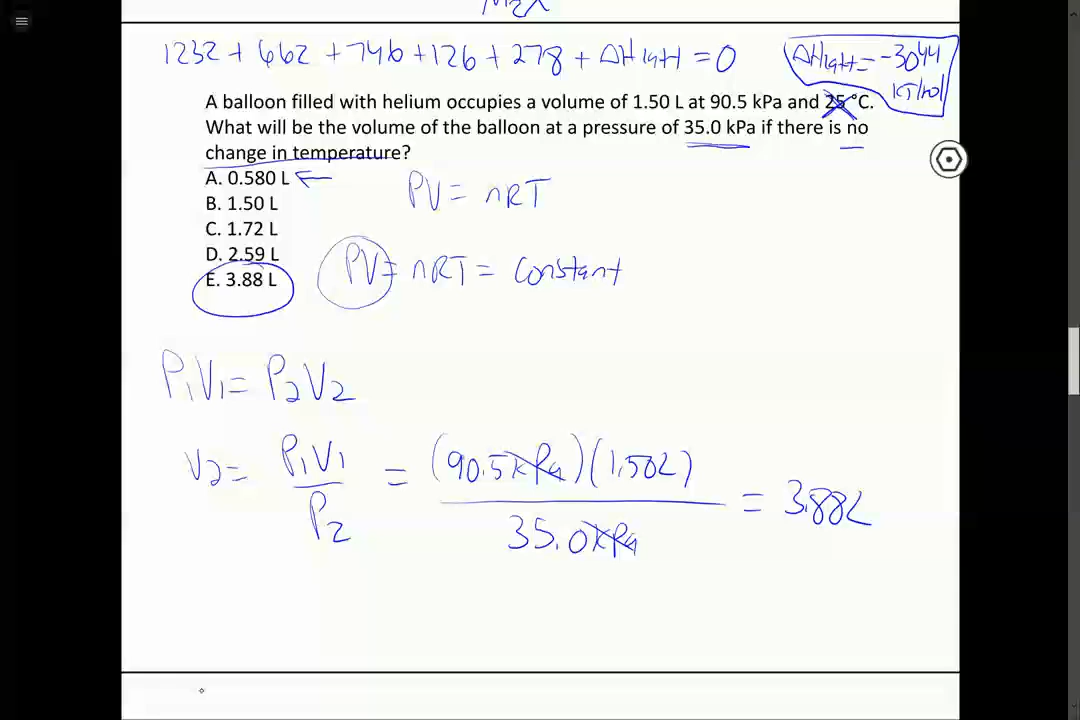 1232 + 662 + 746 + 126 + 278 + ΔHlatt = 0
ΔHlatt = -3044
kJ/mol
A balloon filled with helium occupies a volume of 1.50 L at 90.5 kPa and 25 °C.
What will be the volume of the balloon at a pressure of 35.0 kPa if there is no
change in temperature?
A. 0.580 L ←
B. 1.50 L
C. 1.72 L
D. 2.59 L
E. 3.88 L
PV = nRT
PV = nRT = constant
P₁V₁ = P₂V₂
V₂ = P₁V₁ / P₂ = (90.5 kPa)(1.50L) / 35.0 kPa = 3.88L